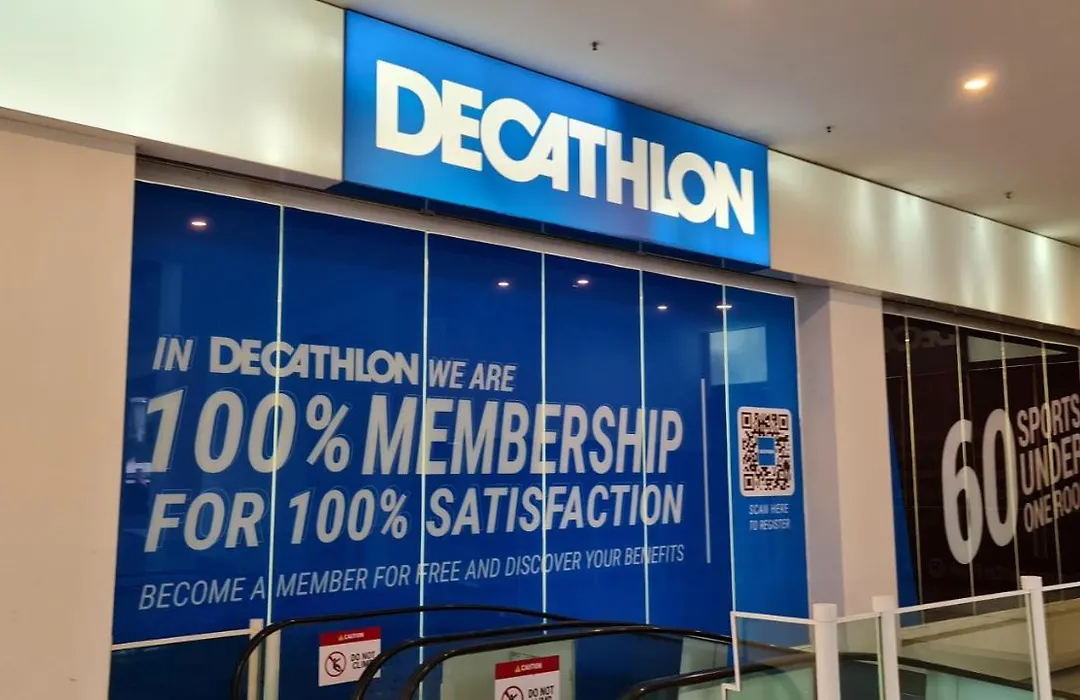 DECATHLON
IN DECATHLON WE ARE
100% MEMBERSHIP
FOR 100% SATISFACTION
BECOME A MEMBER FOR FREE AND DISCOVER YOUR BENEFITS
SCAN HERE
TO REGISTER
60
SPORTS
UNDER
ONE ROO
CAUTION
DO NOT
CLIMB
CAUTION
DO NOT